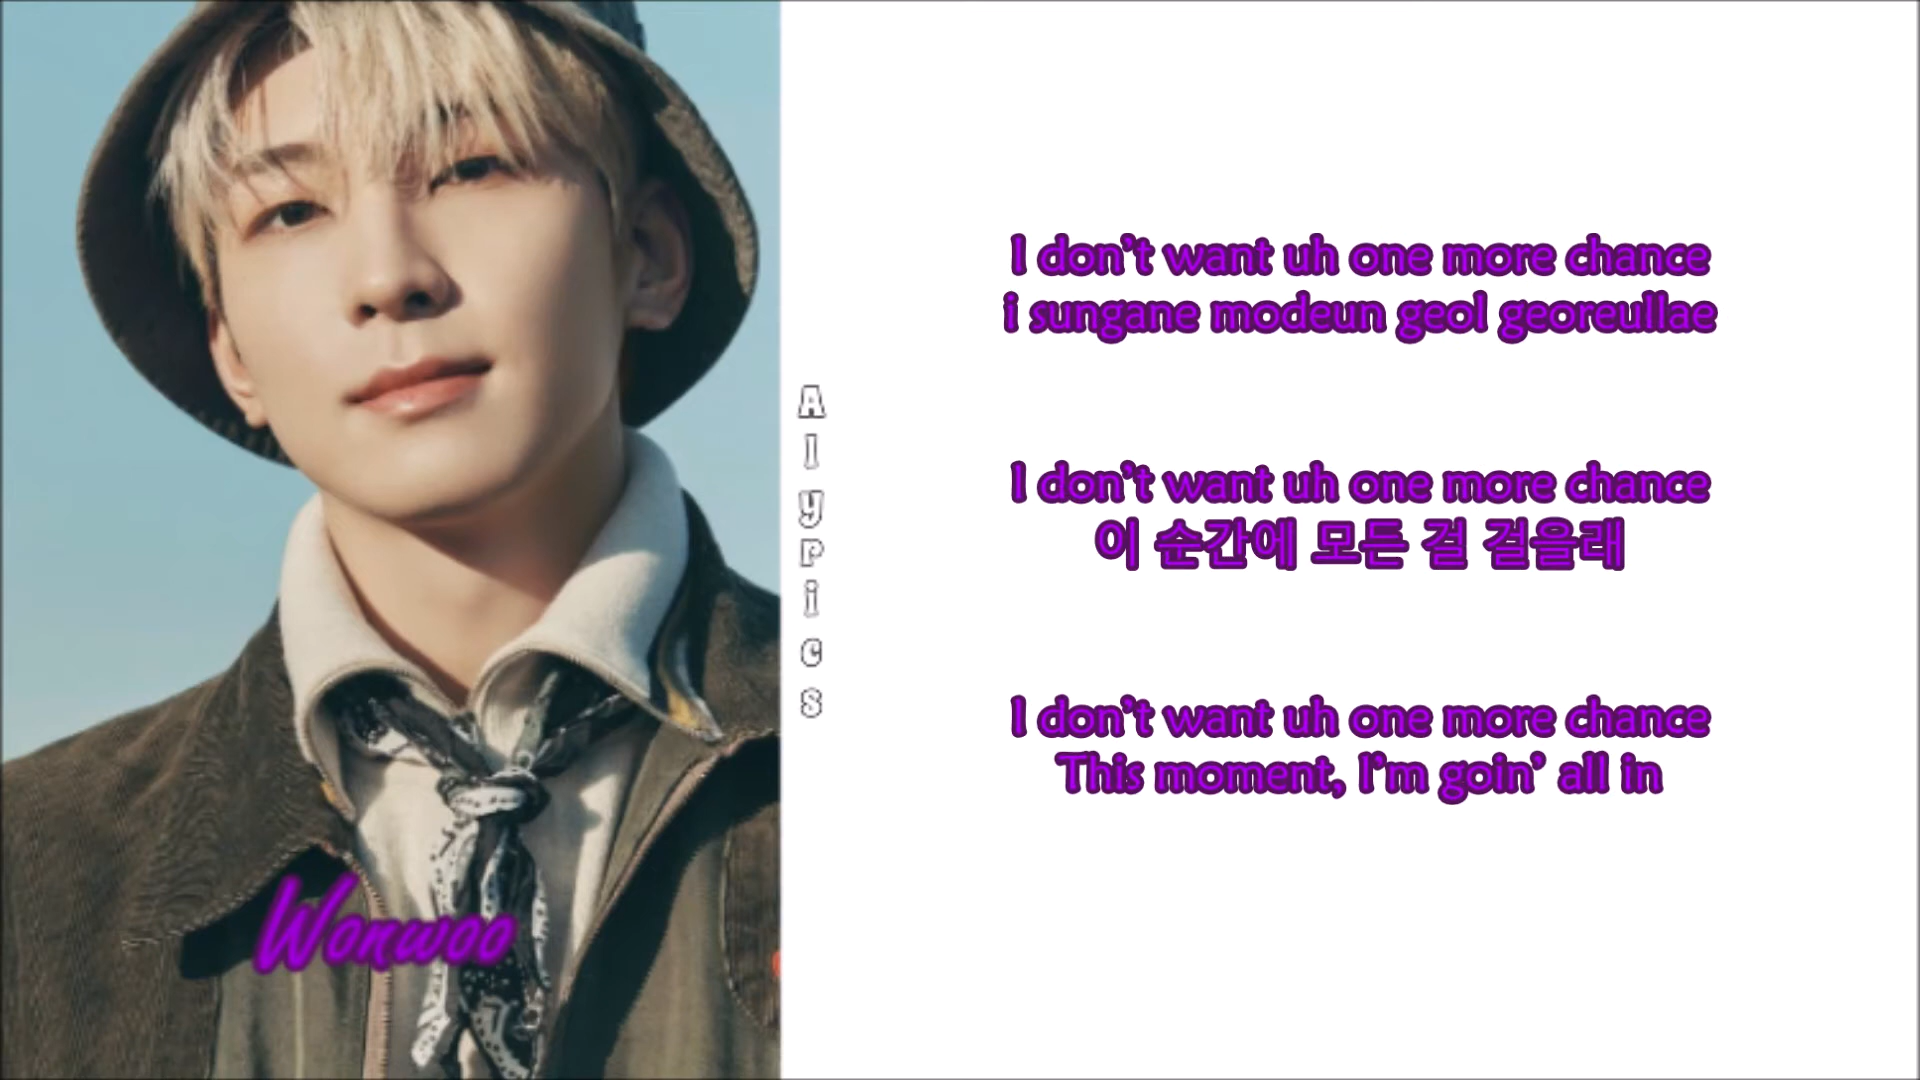 I don't want uh one more chance
i sungane modeun geol georeullae
I don't want uh one more chance
이 순간에 모든 걸 걸을래
I don't want uh one more chance
This moment, I'm goin' all in
Alypics
Wonwoo